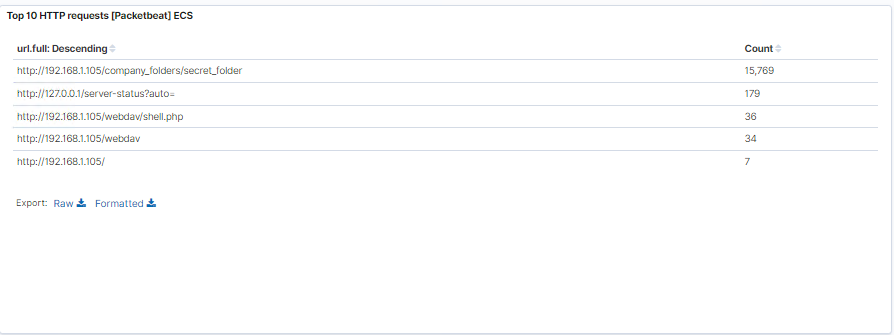 Top 10 HTTP requests [Packetbeat] ECS
url.full: Descending Count
http://192.168.1.105/company_folders/secret_folder 15,769
http://127.0.0.1/server-status?auto= 179
http://192.168.1.105/webdav/shell.php 36
http://192.168.1.105/webdav 34
http://192.168.1.105/ 7
Export: Raw Formatted